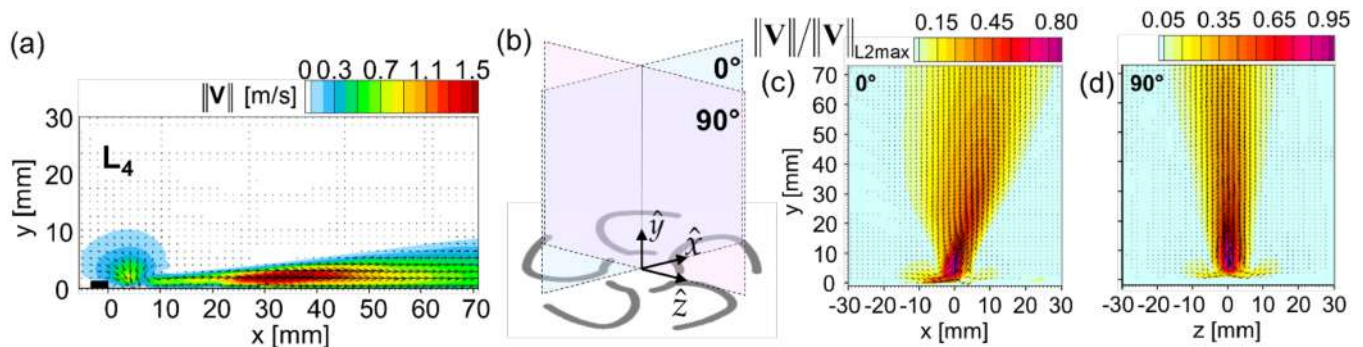 (a)
0 0.3 0.7 1.1 1.5
‖V‖ [m/s]
L₄
30
20
10
0
y [mm]
0 10 20 30 40 50 60 70
x [mm]
(b)
0°
90°
ŷ
x̂
ẑ
‖V‖/‖V‖L2max
0.15 0.45 0.80
(c)
0°
70
60
50
40
30
20
10
0
y [mm]
-30 -20 -10 0 10 20 30
x [mm]
0.05 0.35 0.65 0.95
(d)
90°
-30 -20 -10 0 10 20 30
z [mm]